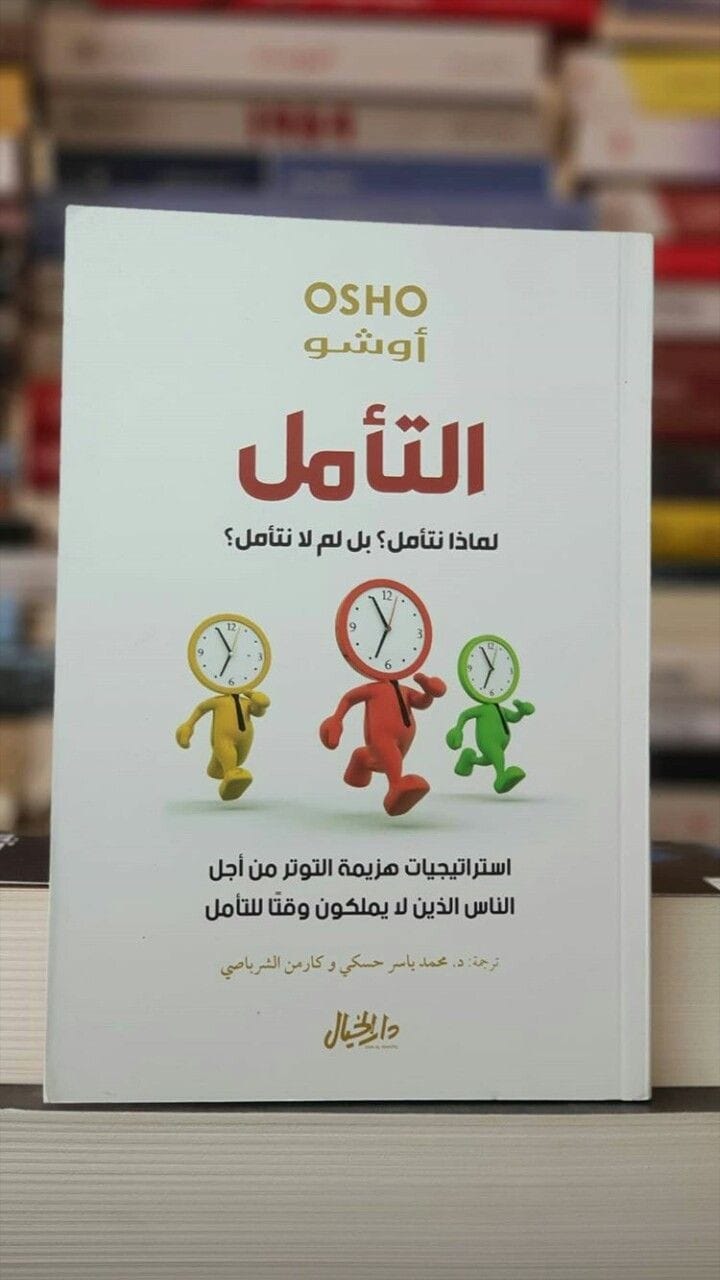 OSHO
أوشو
التأمل
لماذا نتأمل؟ بل لم لا نتأمل؟
استراتيجيات هزيمة التوتر من أجل
الناس الذين لا يملكون وقتًا للتأمل
ترجمة: د. محمد ياسر حسكي و كارمن الشرباصي
دار الخيال